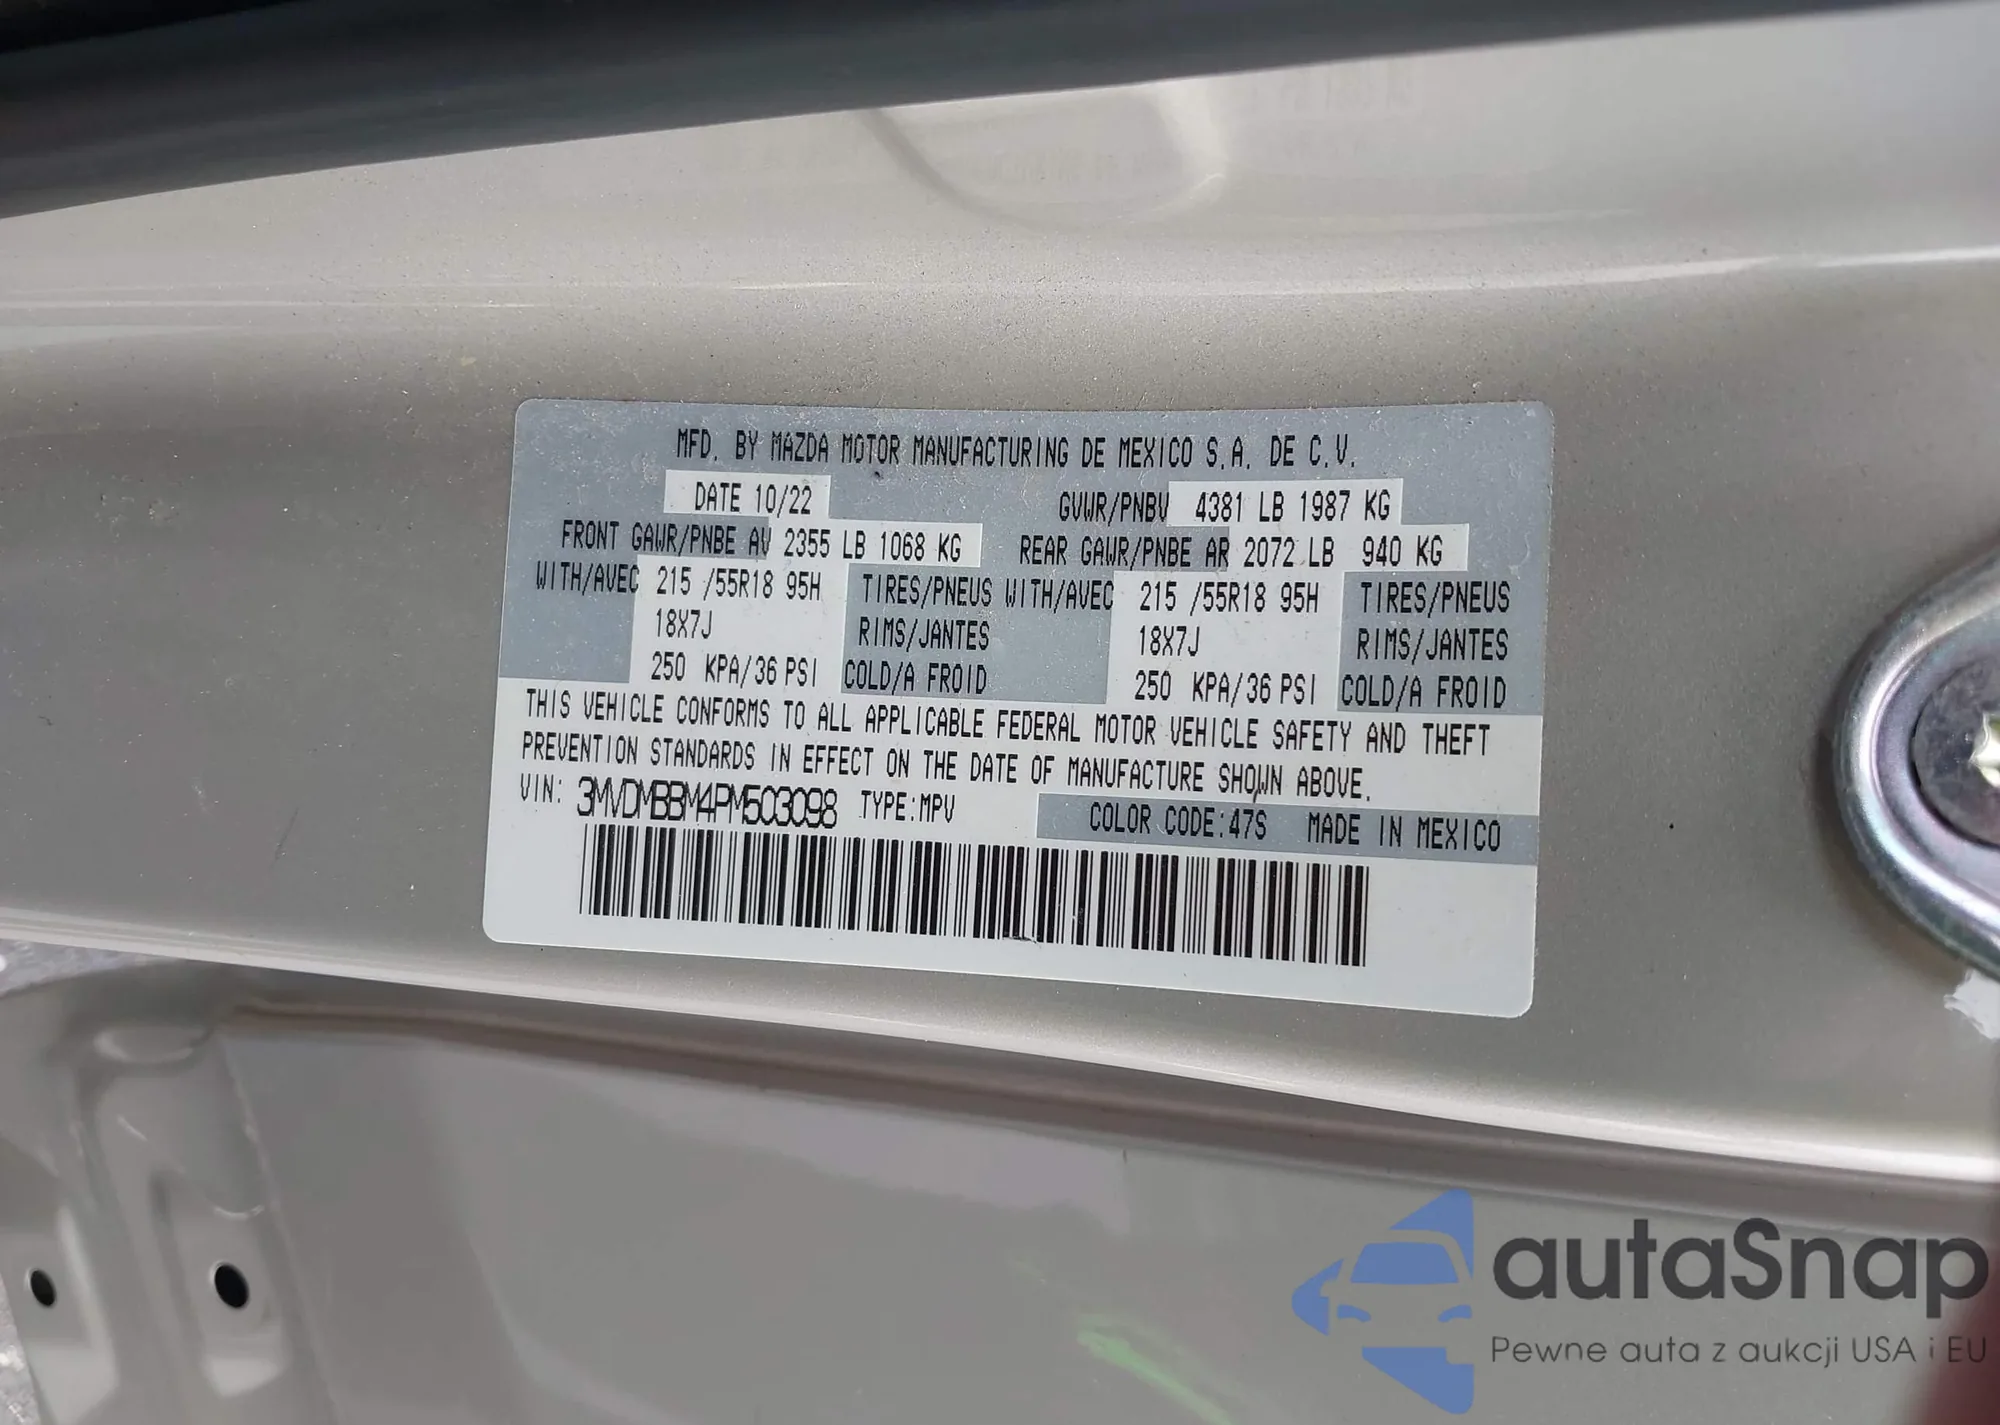 MFD. BY MAZDA MOTOR MANUFACTURING DE MEXICO S.A. DE C.V.
DATE 10/22 GVWR/PNBV 4381 LB 1987 KG
FRONT GAWR/PNBE AV 2355 LB 1068 KG REAR GAWR/PNBE AR 2072 LB 940 KG
WITH/AVEC 215 /55R18 95H TIRES/PNEUS WITH/AVEC 215 /55R18 95H TIRES/PNEUS
18X7J RIMS/JANTES 18X7J RIMS/JANTES
250 KPA/36 PSI COLD/A FROID 250 KPA/36 PSI COLD/A FROID
THIS VEHICLE CONFORMS TO ALL APPLICABLE FEDERAL MOTOR VEHICLE SAFETY AND THEFT
PREVENTION STANDARDS IN EFFECT ON THE DATE OF MANUFACTURE SHOWN ABOVE.
VIN: 3MVDMBBM4PM503098 TYPE:MPV COLOR CODE:47S MADE IN MEXICO
autaSnap
Pewne auta z aukcji USA i EU